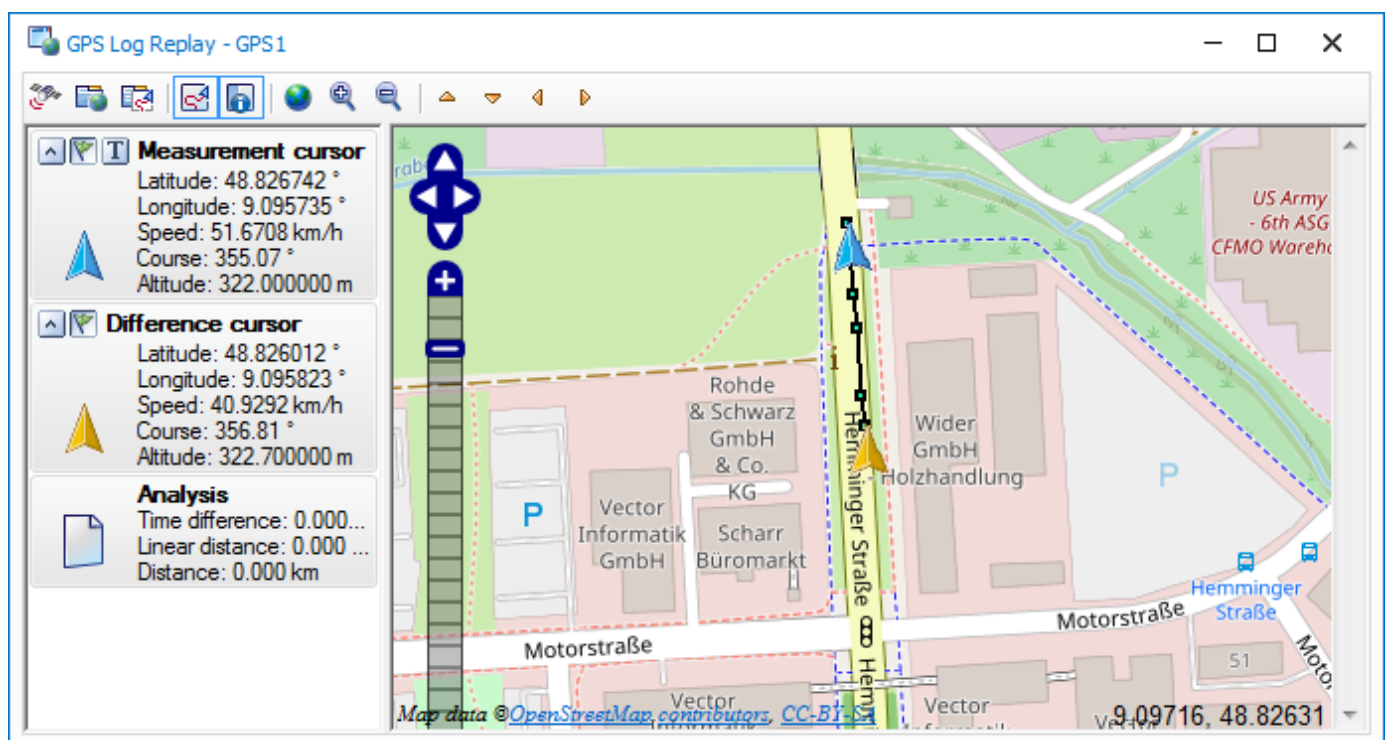 GPS Log Replay - GPS1
T Measurement cursor
Latitude: 48.826742 °
Longitude: 9.095735 °
Speed: 51.6708 km/h
Course: 355.07 °
Altitude: 322.000000 m
Difference cursor
Latitude: 48.826012 °
Longitude: 9.095823 °
Speed: 40.9292 km/h
Course: 356.81 °
Altitude: 322.700000 m
Analysis
Time difference: 0.000...
Linear distance: 0.000 ...
Distance: 0.000 km
US Army
- 6th ASG
CFMO Wareho
i
Rohde
& Schwarz
GmbH
& Co.
KG
Wider
GmbH
- Holzhandlung
P
P
Vector
Informatik
GmbH
Scharr
Büromarkt
Hemminger Straße
Hemm
Hemminger
Straße
Motorstraße
Motorstraße
Motor
51
Vector
Vector
Map data ©OpenStreetMap contributors, CC-BY-SA
9.09716, 48.82631